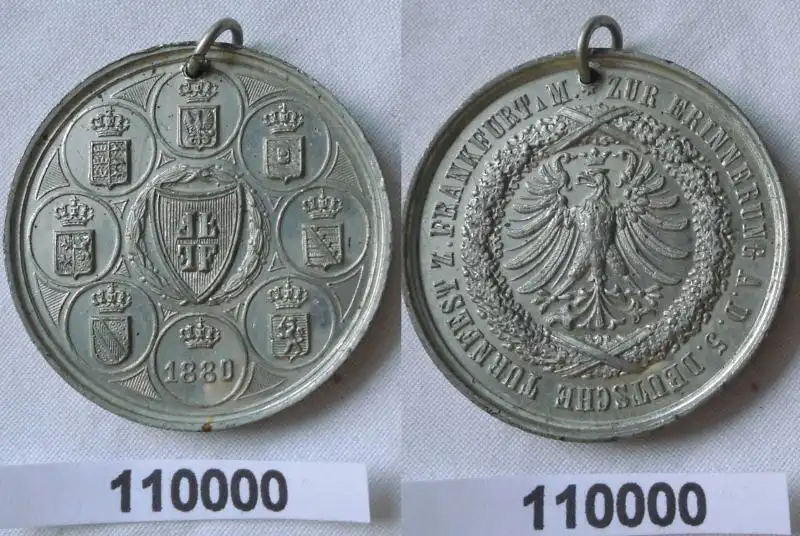 1880
110000
ZUR ERINNERUNG A. D. 5. DEUTSCHE TURNFEST Z. FRANKFURT A M.
110000